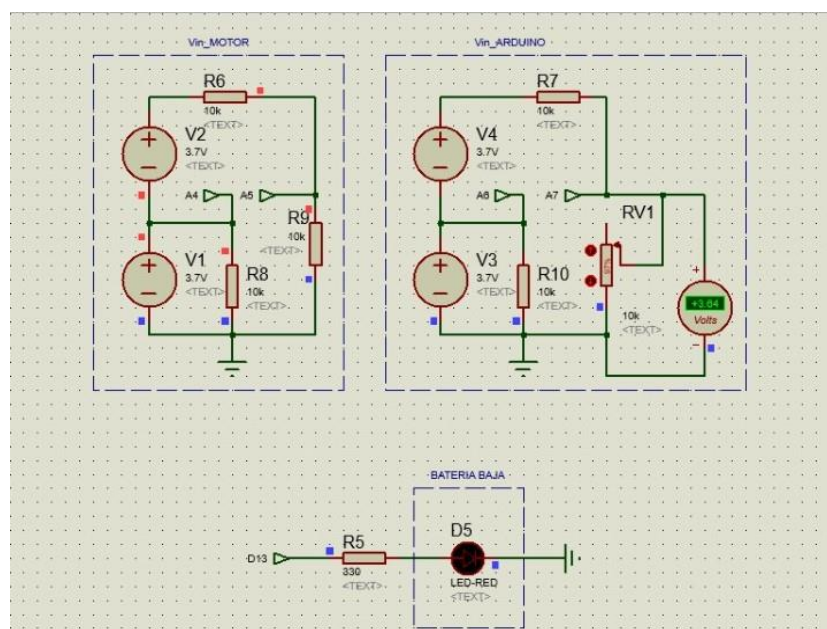 Vin_MOTOR
R6
10k
<TEXT>
V2
3.7V
<TEXT>
A4
A5
R9
10k
<TEXT>
V1
3.7V
<TEXT>
R8
10k
<TEXT>
Vin_ARDUINO
R7
10k
<TEXT>
V4
3.7V
<TEXT>
A6
A7
RV1
V3
3.7V
<TEXT>
R10
10k
<TEXT>
97%
10k
<TEXT>
+
+3.64
Volts
BATERIA BAJA
D13
R5
330
<TEXT>
D5
LED-RED
<TEXT>